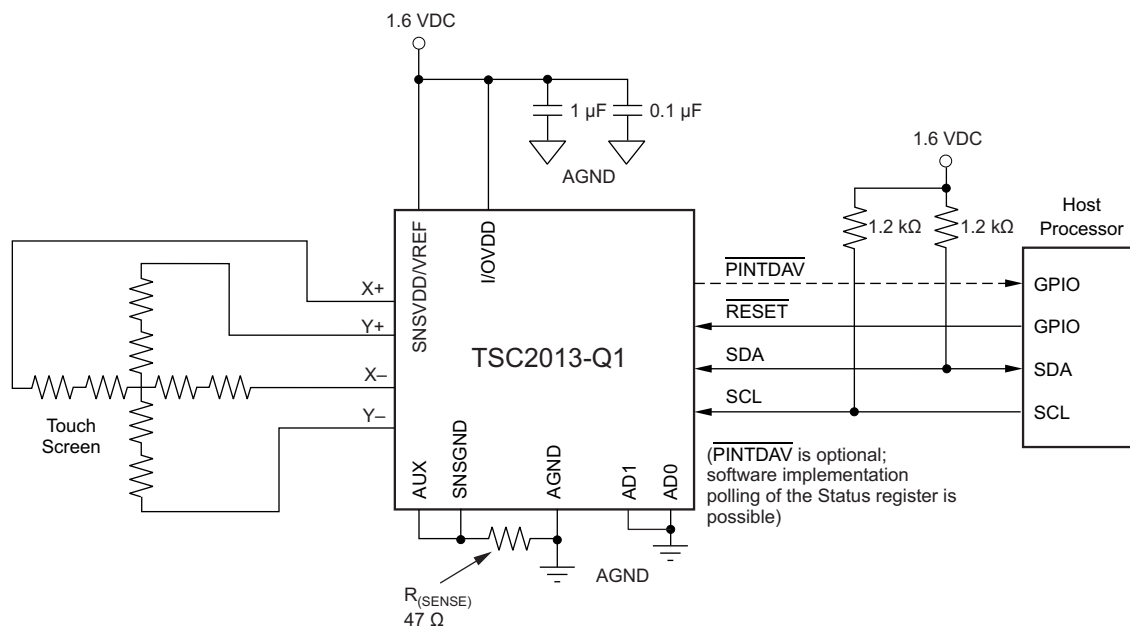 1.6 VDC
1 µF
0.1 µF
AGND
1.6 VDC
1.2 kΩ
1.2 kΩ
Host
Processor
SNSVDD/VREF
I/OVDD
X+
Y+
X–
Y–
Touch
Screen
TSC2013-Q1
PINTDAV
RESET
SDA
SCL
GPIO
GPIO
SDA
SCL
(PINTDAV is optional;
software implementation
polling of the Status register is
possible)
AUX
SNSGND
AGND
AD1
AD0
AGND
R(SENSE)
47 Ω